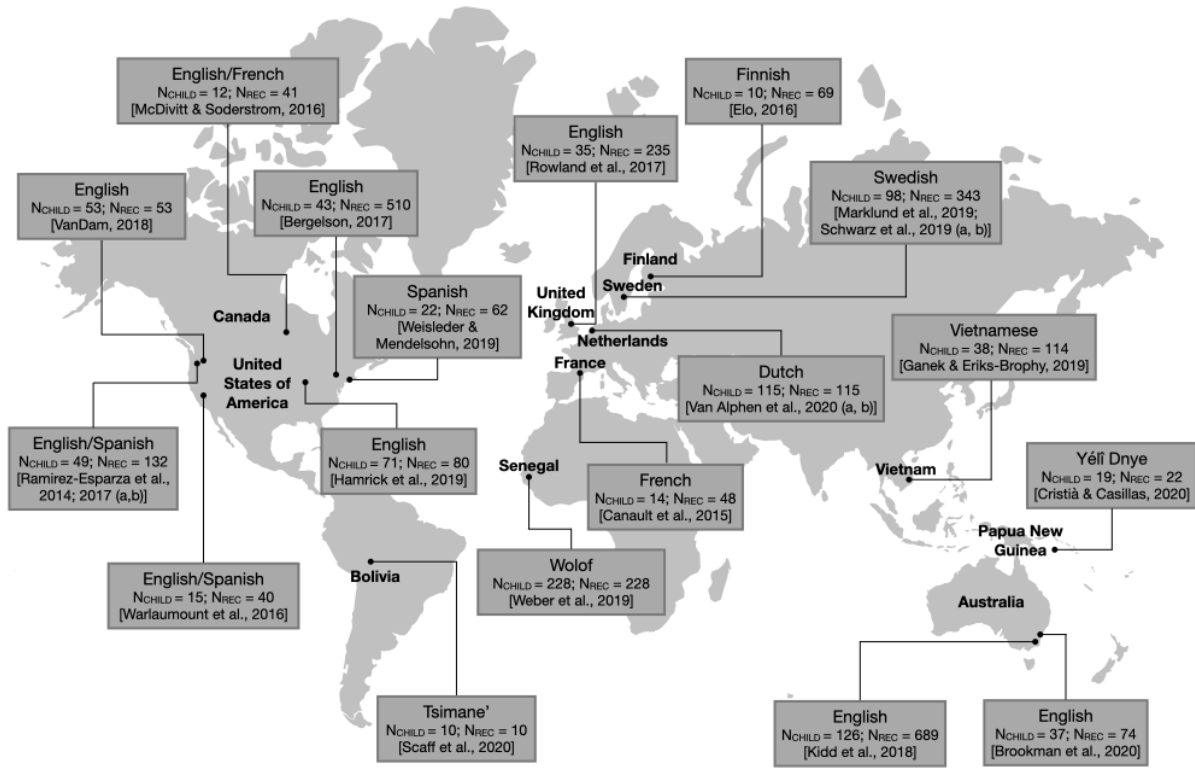 English/French
NCHILD = 12; NREC = 41
[McDivitt & Soderstrom, 2016]
Finnish
NCHILD = 10; NREC = 69
[Elo, 2016]
English
NCHILD = 35; NREC = 235
[Rowland et al., 2017]
English
NCHILD = 53; NREC = 53
[VanDam, 2018]
English
NCHILD = 43; NREC = 510
[Bergelson, 2017]
Swedish
NCHILD = 98; NREC = 343
[Marklund et al., 2019;
Schwarz et al., 2019 (a, b)]
Finland
Sweden
Spanish
NCHILD = 22; NREC = 62
[Weisleder &
Mendelsohn, 2019]
United
Kingdom
Canada
Netherlands
France
Vietnamese
NCHILD = 38; NREC = 114
[Ganek & Eriks-Brophy, 2019]
United
States of
America
Dutch
NCHILD = 115; NREC = 115
[Van Alphen et al., 2020 (a, b)]
English/Spanish
NCHILD = 49; NREC = 132
[Ramirez-Esparza et al.,
2014; 2017 (a,b)]
English
NCHILD = 71; NREC = 80
[Hamrick et al., 2019]
Senegal
French
NCHILD = 14; NREC = 48
[Canault et al., 2015]
Vietnam
Yélî Dnye
NCHILD = 19; NREC = 22
[Cristià & Casillas, 2020]
Papua New
Guinea
English/Spanish
NCHILD = 15; NREC = 40
[Warlaumount et al., 2016]
Bolivia
Wolof
NCHILD = 228; NREC = 228
[Weber et al., 2019]
Australia
Tsimane’
NCHILD = 10; NREC = 10
[Scaff et al., 2020]
English
NCHILD = 126; NREC = 689
[Kidd et al., 2018]
English
NCHILD = 37; NREC = 74
[Brookman et al., 2020]